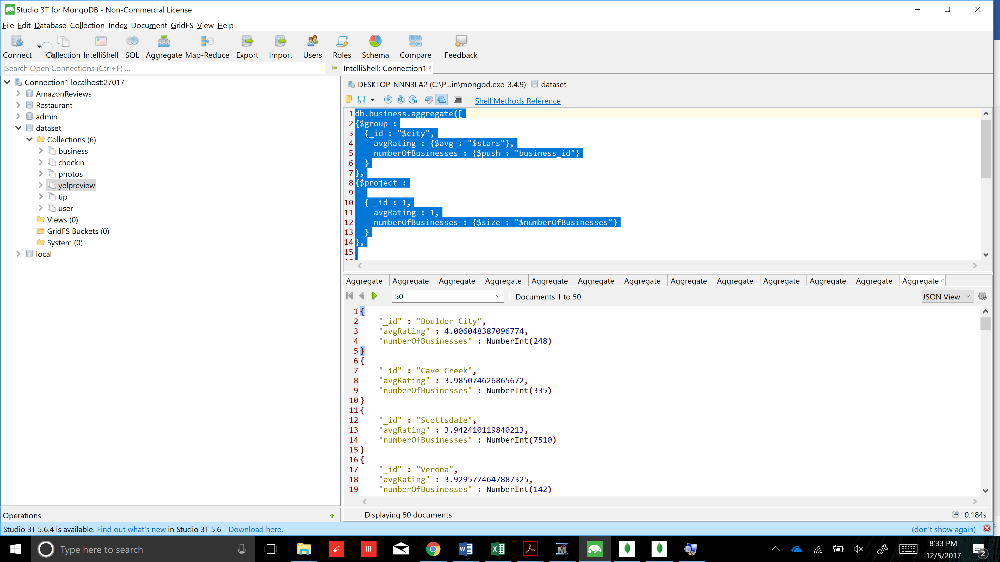 Studio 3T for MongoDB - Non-Commercial License
File Edit Database Collection Index Document GridFS View Help
Connect Collection IntelliShell SQL Aggregate Map-Reduce Export Import Users Roles Schema Compare Feedback
Search Open Connections (Ctrl+F) ...
Connection1 localhost:27017
AmazonReviews
Restaurant
admin
dataset
Collections (6)
business
checkin
photos
yelpreview
tip
user
Views (0)
GridFS Buckets (0)
System (0)
local
Operations
IntelliShell: Connection1
DESKTOP-NNN3LA2 (C:\P...in\mongod.exe-3.4.9) dataset
Shell Methods Reference
1 db.business.aggregate([
2 {$group :
3 {_id : "$city",
4 avgRating : {$avg : "$stars"},
5 numberOfBusinesses : {$push : "business_id"}
6 }
7 },
8 {$project :
9
10 { _id : 1,
11 avgRating : 1,
12 numberOfBusinesses : {$size : "$numberOfBusinesses"}
13 }
14 },
15
Aggregate Aggregate Aggregate Aggregate Aggregate Aggregate Aggregate Aggregate Aggregate Aggregate Aggregate Aggregate Aggregate
50 Documents 1 to 50 JSON View
1 {
2 "_id" : "Boulder City",
3 "avgRating" : 4.006048387096774,
4 "numberOfBusinesses" : NumberInt(248)
5 }
6 {
7 "_id" : "Cave Creek",
8 "avgRating" : 3.985074626865672,
9 "numberOfBusinesses" : NumberInt(335)
10 }
11 {
12 "_id" : "Scottsdale",
13 "avgRating" : 3.942410119840213,
14 "numberOfBusinesses" : NumberInt(7510)
15 }
16 {
17 "_id" : "Verona",
18 "avgRating" : 3.9295774647887325,
19 "numberOfBusinesses" : NumberInt(142)
Displaying 50 documents 0.184s
Studio 3T 5.6.4 is available. Find out what's new in Studio 3T 5.6 - Download here. (don't show again)
Type here to search
8:33 PM
12/5/2017
2